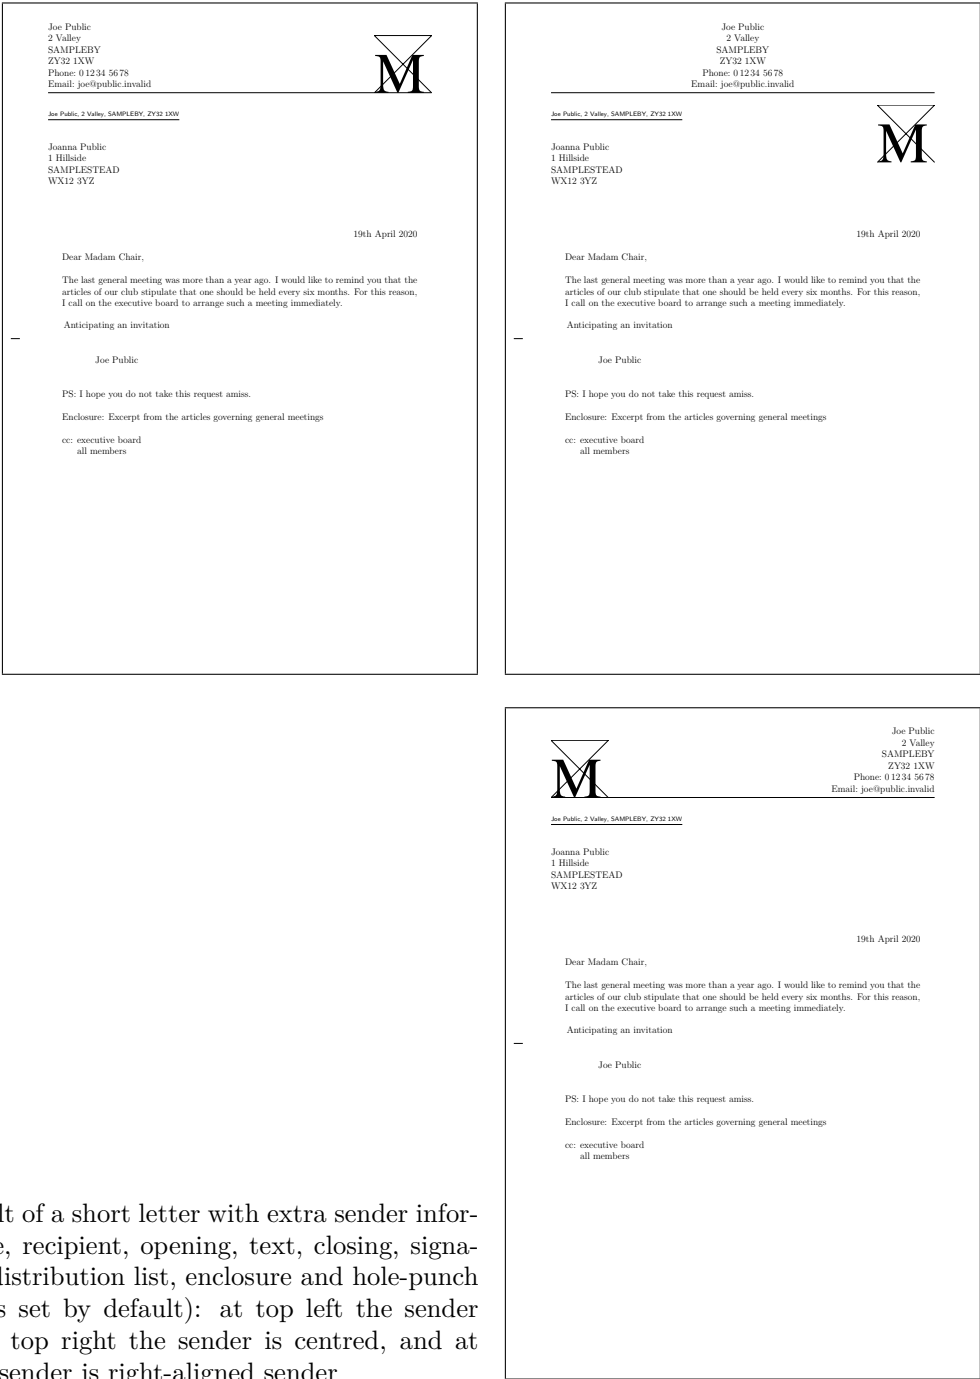 Joe Public
2 Valley
SAMPLEBY
ZY32 1XW
Phone: 0 12 34 56 78
Email: joe@public.invalid
M
Joe Public, 2 Valley, SAMPLEBY, ZY32 1XW
Joanna Public
1 Hillside
SAMPLESTEAD
WX12 3YZ
19th April 2020
Dear Madam Chair,
The last general meeting was more than a year ago. I would like to remind you that the
articles of our club stipulate that one should be held every six months. For this reason,
I call on the executive board to arrange such a meeting immediately.
Anticipating an invitation
Joe Public
PS: I hope you do not take this request amiss.
Enclosure: Excerpt from the articles governing general meetings
cc: executive board
all members
Joe Public
2 Valley
SAMPLEBY
ZY32 1XW
Phone: 0 12 34 56 78
Email: joe@public.invalid
Joe Public, 2 Valley, SAMPLEBY, ZY32 1XW
M
Joanna Public
1 Hillside
SAMPLESTEAD
WX12 3YZ
19th April 2020
Dear Madam Chair,
The last general meeting was more than a year ago. I would like to remind you that the
articles of our club stipulate that one should be held every six months. For this reason,
I call on the executive board to arrange such a meeting immediately.
Anticipating an invitation
Joe Public
PS: I hope you do not take this request amiss.
Enclosure: Excerpt from the articles governing general meetings
cc: executive board
all members
Joe Public
2 Valley
SAMPLEBY
ZY32 1XW
Phone: 0 12 34 56 78
Email: joe@public.invalid
M
Joe Public, 2 Valley, SAMPLEBY, ZY32 1XW
Joanna Public
1 Hillside
SAMPLESTEAD
WX12 3YZ
19th April 2020
Dear Madam Chair,
The last general meeting was more than a year ago. I would like to remind you that the
articles of our club stipulate that one should be held every six months. For this reason,
I call on the executive board to arrange such a meeting immediately.
Anticipating an invitation
Joe Public
PS: I hope you do not take this request amiss.
Enclosure: Excerpt from the articles governing general meetings
cc: executive board
all members
of a short letter with extra sender infor-
recipient, opening, text, closing, signa-
distribution list, enclosure and hole-punch
set by default): at top left the sender
top right the sender is centred, and at
sender is right-aligned sender